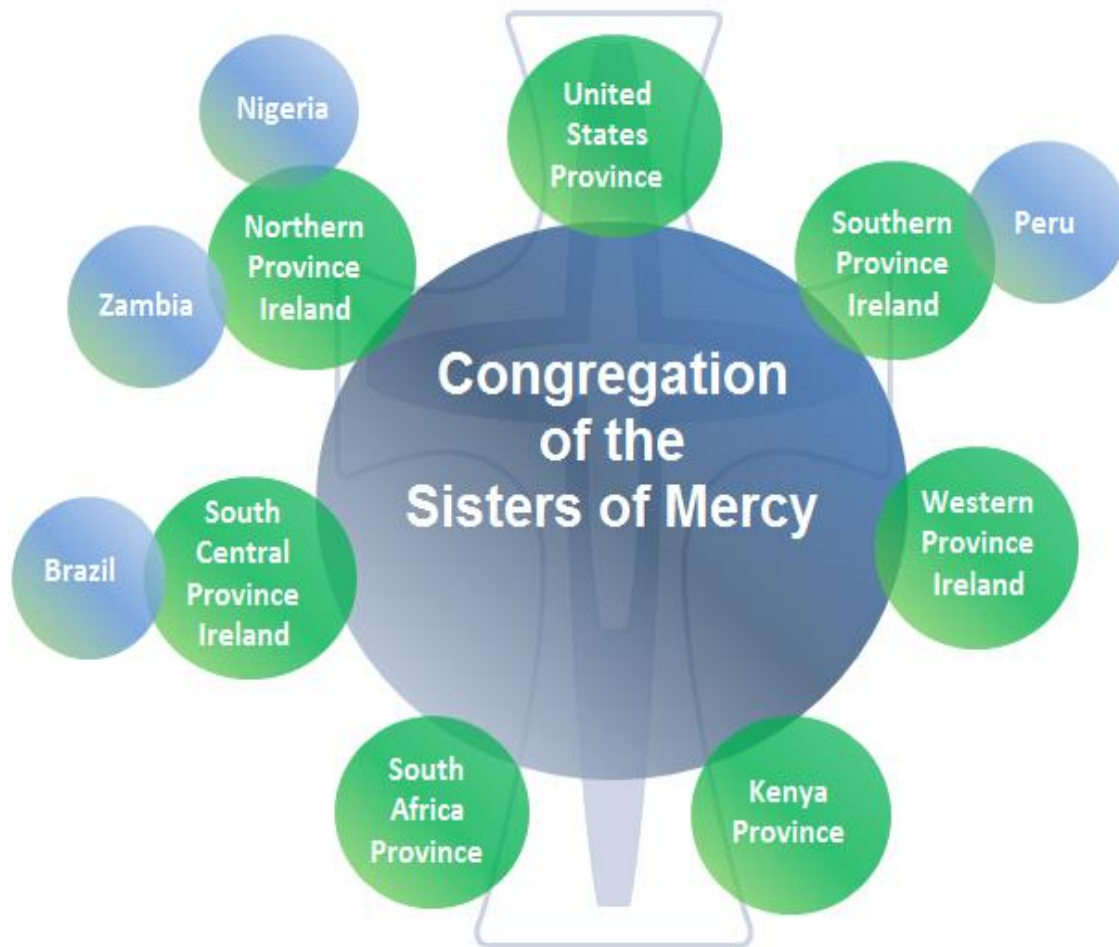 Nigeria
United
States
Province
Northern
Province
Ireland
Southern
Province
Ireland
Peru
Zambia
Congregation
of the
Sisters of Mercy
Brazil
South
Central
Province
Ireland
Western
Province
Ireland
South
Africa
Province
Kenya
Province